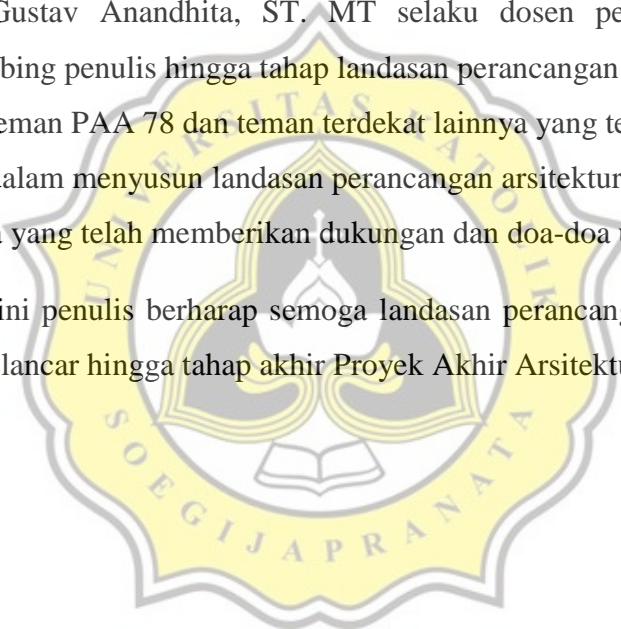 Gustav Anandhita, ST. MT selaku dosen pe
bing penulis hingga tahap landasan perancangan
eman PAA 78 dan teman terdekat lainnya yang te
dalam menyusun landasan perancangan arsitektur
a yang telah memberikan dukungan dan doa-doa
ini penulis berharap semoga landasan perancang
lancar hingga tahap akhir Proyek Akhir Arsitektu
UNIVERSITAS KATOLIK
SOEGIJAPRANATA